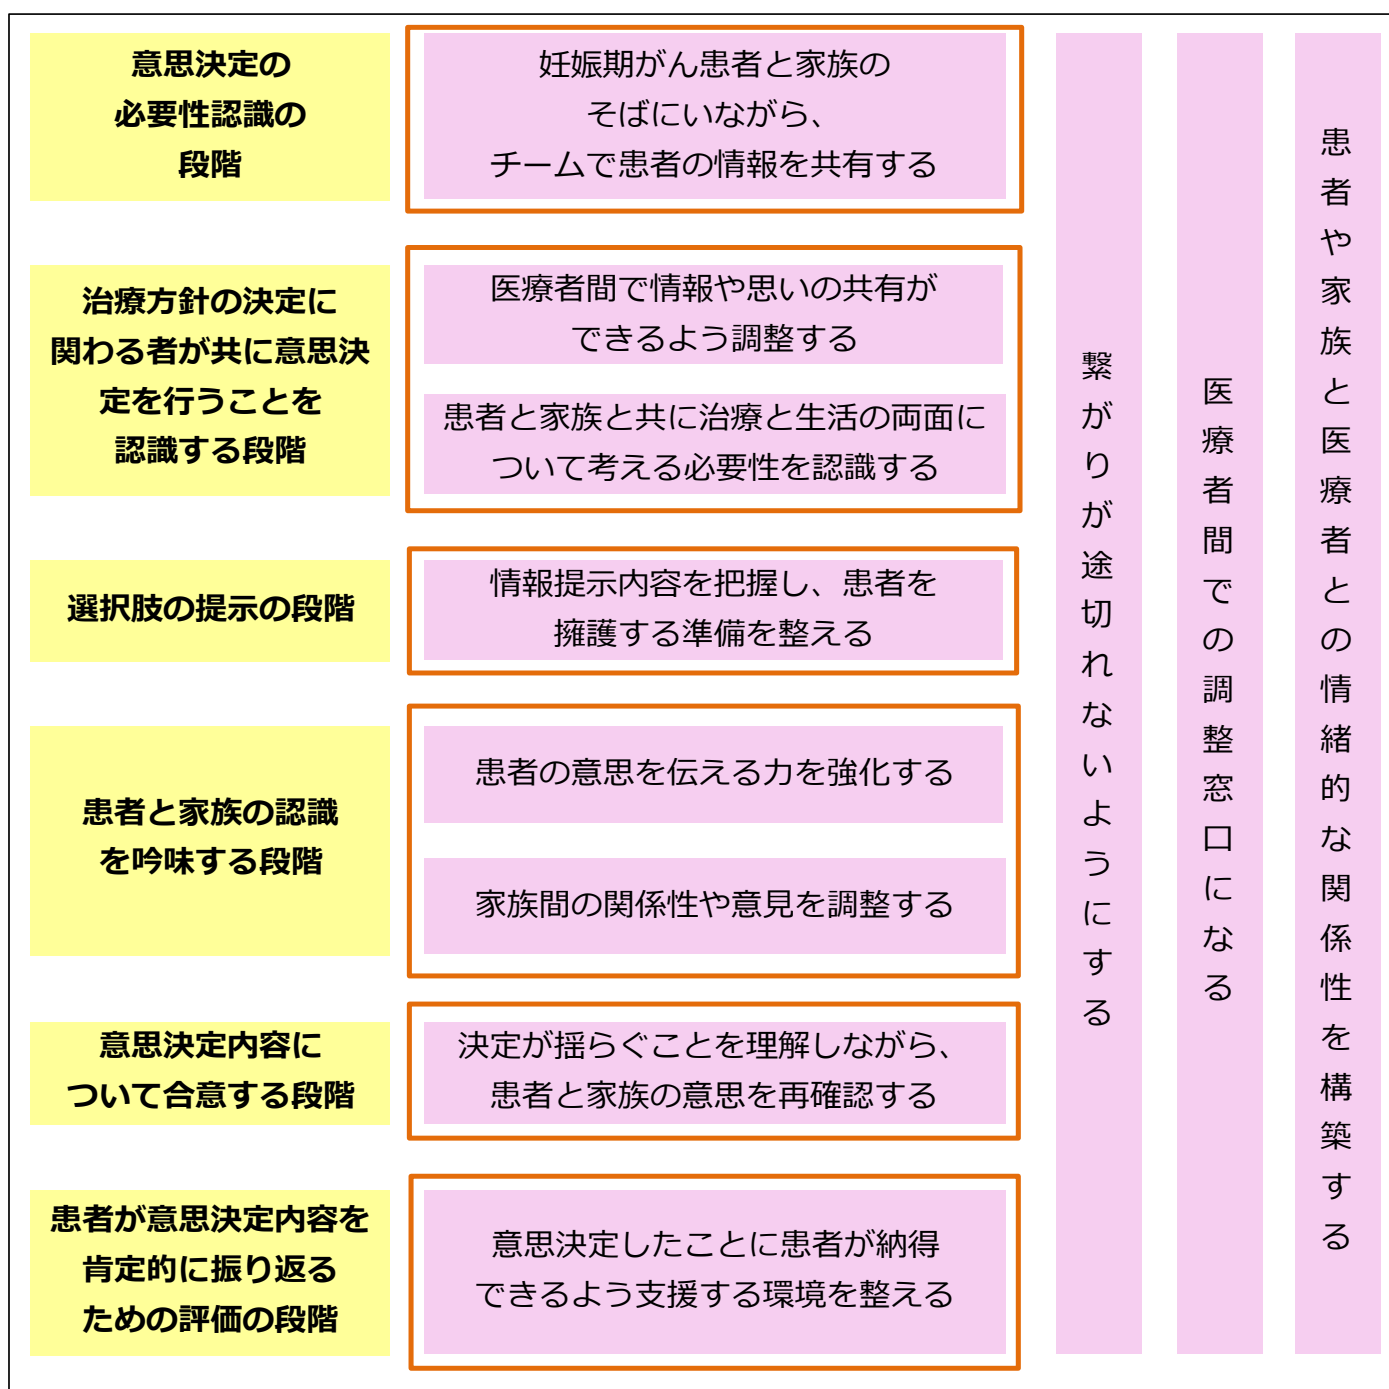 意思決定の
必要性認識の
段階
妊娠期がん患者と家族の
そばにいながら、
チームで患者の情報を共有する
治療方針の決定に
関わる者が共に意思決
定を行うことを
認識する段階
医療者間で情報や思いの共有が
できるよう調整する
患者と家族と共に治療と生活の両面に
ついて考える必要性を認識する
選択肢の提示の段階
情報提示内容を把握し、患者を
擁護する準備を整える
患者と家族の認識
を吟味する段階
患者の意思を伝える力を強化する
家族間の関係性や意見を調整する
意思決定内容に
ついて合意する段階
決定が揺らぐことを理解しながら、
患者と家族の意思を再確認する
患者が意思決定内容を
肯定的に振り返る
ための評価の段階
意思決定したことに患者が納得
できるよう支援する環境を整える
繋がりが途切れないようにする
医療者間での調整窓口になる
患者や家族と医療者との情緒的な関係性を構築する